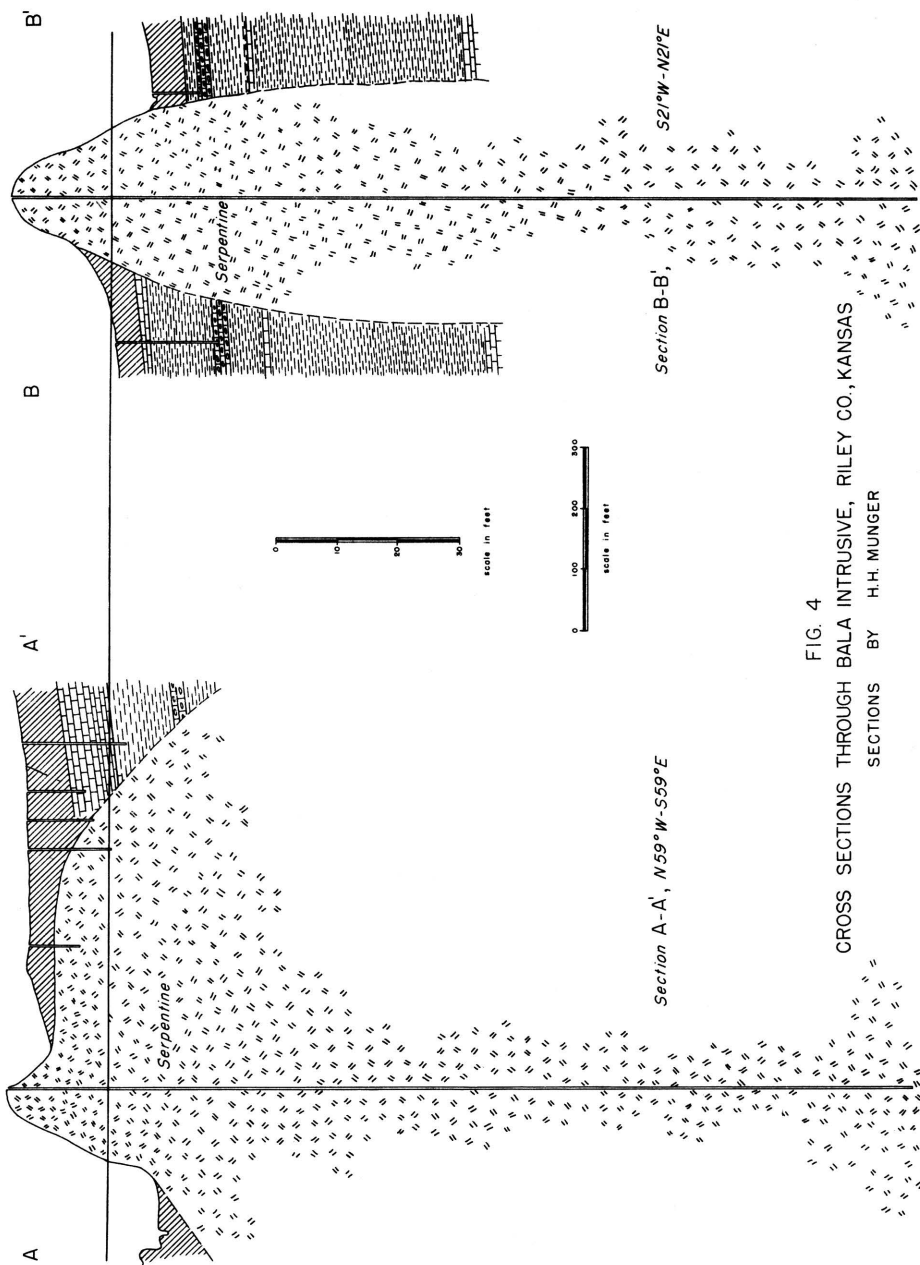 A
A'
B
B'
Serpentine
Serpentine
0
10
20
30
scale in feet
0 100 200 300
scale in feet
Section A-A', N59°W-S59°E
Section B-B', S21°W-N21°E
FIG. 4
CROSS SECTIONS THROUGH BALA INTRUSIVE, RILEY CO., KANSAS
SECTIONS BY H.H. MUNGER